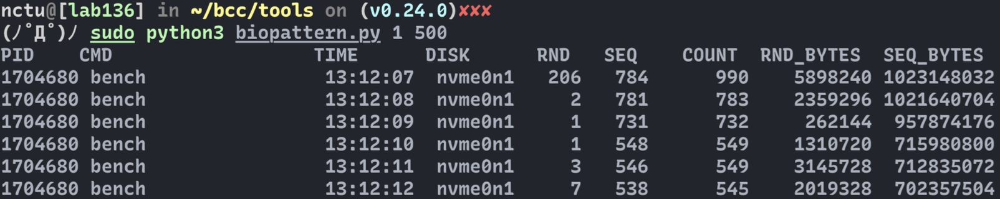 nctu@[lab136] in ~/bcc/tools on (v0.24.0)✘✘✘
(ﾉ˚Д˚)ﾉ sudo python3 biopattern.py 1 500
PID CMD TIME DISK RND SEQ COUNT RND_BYTES SEQ_BYTES
1704680 bench 13:12:07 nvme0n1 206 784 990 5898240 1023148032
1704680 bench 13:12:08 nvme0n1 2 781 783 2359296 1021640704
1704680 bench 13:12:09 nvme0n1 1 731 732 262144 957874176
1704680 bench 13:12:10 nvme0n1 1 548 549 1310720 715980800
1704680 bench 13:12:11 nvme0n1 3 546 549 3145728 712835072
1704680 bench 13:12:12 nvme0n1 7 538 545 2019328 702357504